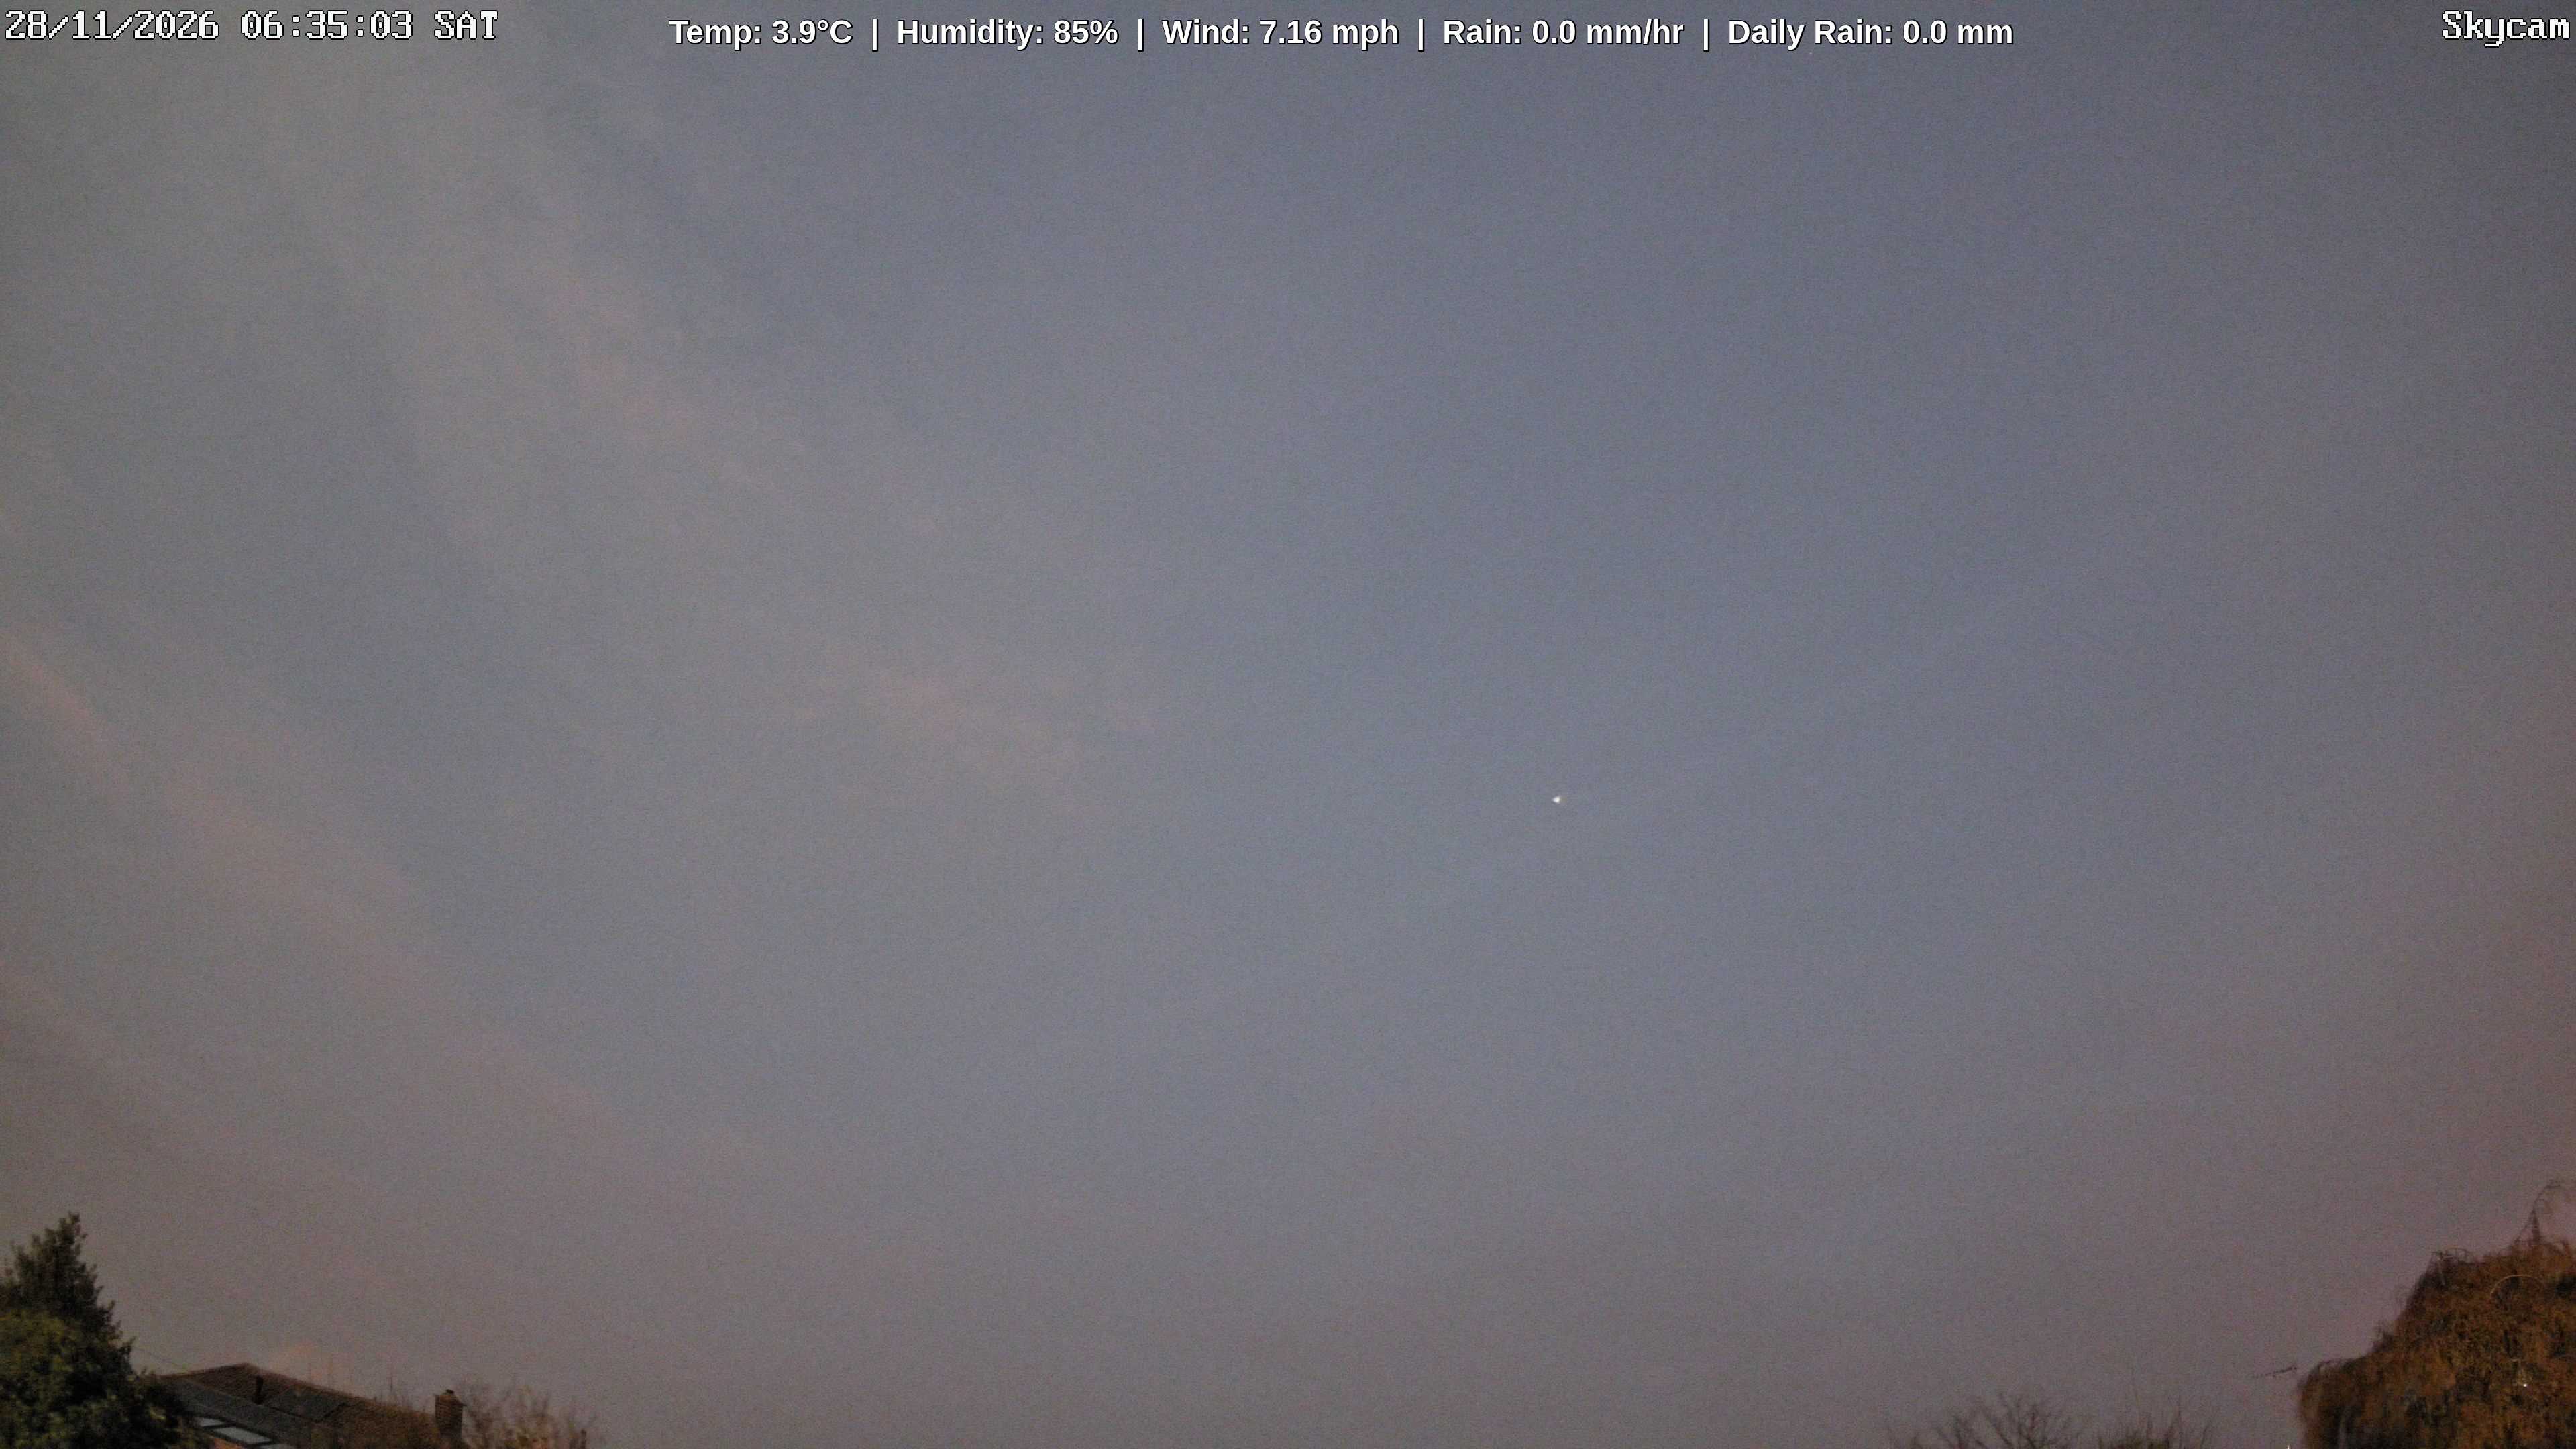 28/11/2026 06:35:03 SAT
Temp: 3.9°C | Humidity: 85% | Wind: 7.16 mph | Rain: 0.0 mm/hr | Daily Rain: 0.0 mm
Skycam